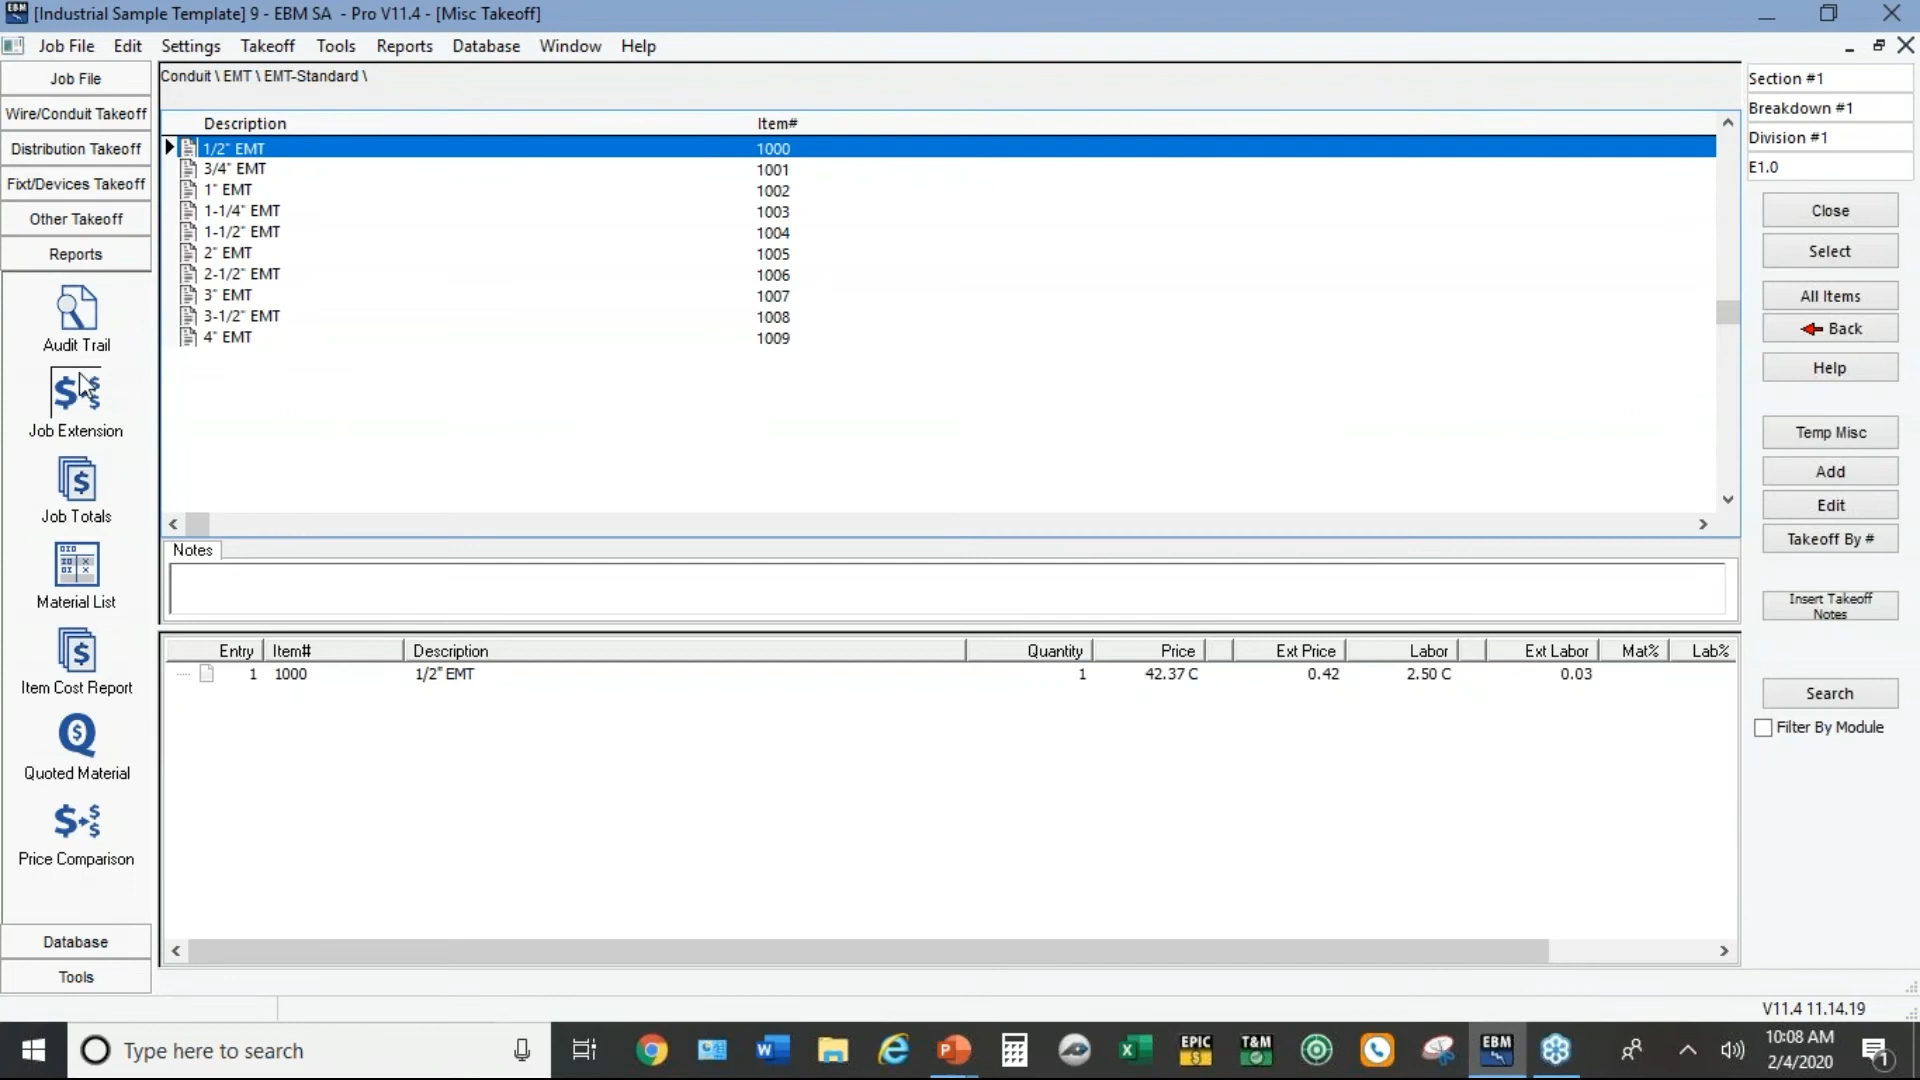 [Industrial Sample Template] 9 - EBM SA  - Pro V11.4 - [Misc Takeoff]
Job File Edit Settings Takeoff Tools Reports Database Window Help
Job File
Wire/Conduit Takeoff
Distribution Takeoff
Fixt/Devices Takeoff
Other Takeoff
Reports
Audit Trail
Job Extension
Job Totals
Material List
Item Cost Report
Quoted Material
Price Comparison
Database
Tools
Conduit \ EMT \ EMT-Standard \
Description Item#
1/2" EMT 1000
3/4" EMT 1001
1" EMT 1002
1-1/4" EMT 1003
1-1/2" EMT 1004
2" EMT 1005
2-1/2" EMT 1006
3" EMT 1007
3-1/2" EMT 1008
4" EMT 1009
Notes
Entry Item# Description Quantity Price Ext Price Labor Ext Labor Mat% Lab%
1 1000 1/2" EMT 1 42.37 C 0.42 2.50 C 0.03
Section #1
Breakdown #1
Division #1
E1.0
Close
Select
All Items
Back
Help
Temp Misc
Add
Edit
Takeoff By #
Insert Takeoff
Notes
Search
Filter By Module
V11.4 11.14.19
Type here to search
EPIC
T&M
EBM
10:08 AM
2/4/2020
1